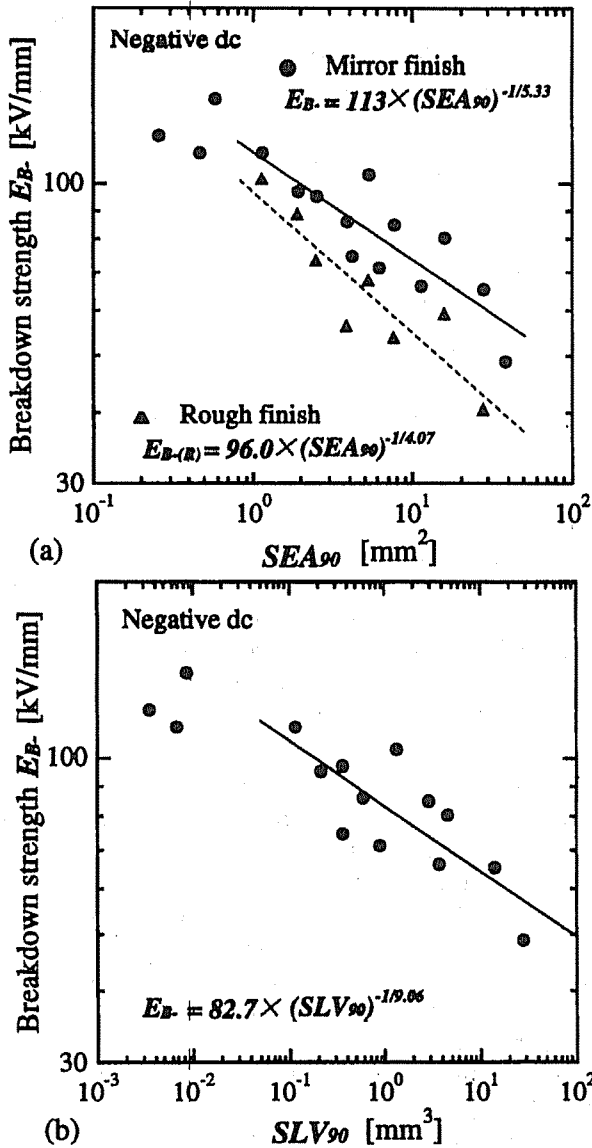 Negative dc
Mirror finish
E_B- = 113×(SEA90)^-1/5.33
Breakdown strength E_B- [kV/mm]
100
Rough finish
E_B-(R) = 96.0×(SEA90)^-1/4.07
30
10^-1 10^0 10^1 10^2
(a) SEA90 [mm^2]
Negative dc
Breakdown strength E_B- [kV/mm]
100
E_B- = 82.7× (SLV90)^-1/9.06
30
10^-3 10^-2 10^-1 10^0 10^1 10^2
(b) SLV90 [mm^3]